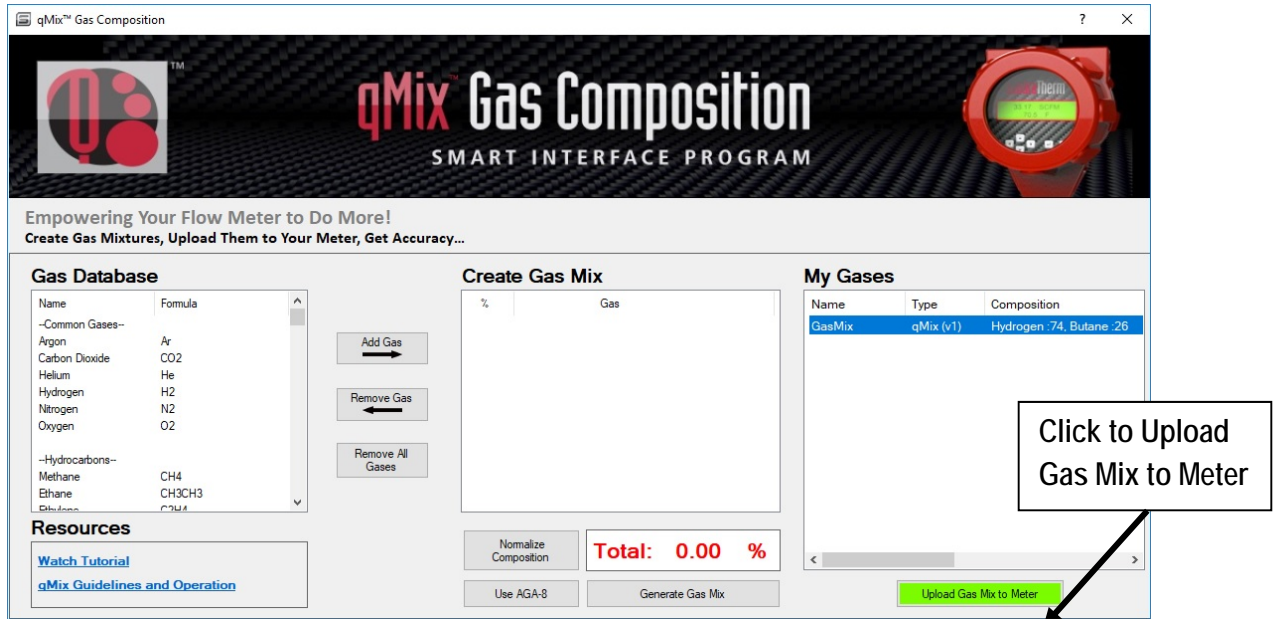 qMix™ Gas Composition
? ×
TM
qMix™ Gas Composition
SMART INTERFACE PROGRAM
Empowering Your Flow Meter to Do More!
Create Gas Mixtures, Upload Them to Your Meter, Get Accuracy...
Gas Database
Name Formula
--Common Gases--
Argon Ar
Carbon Dioxide CO2
Helium He
Hydrogen H2
Nitrogen N2
Oxygen O2
--Hydrocarbons--
Methane CH4
Ethane CH3CH3
Ethylene C2H4
Add Gas
Remove Gas
Remove All
Gases
Resources
Watch Tutorial
qMix Guidelines and Operation
Create Gas Mix
% Gas
Normalize
Composition
Total: 0.00 %
Use AGA-8
Generate Gas Mix
My Gases
Name Type Composition
GasMix qMix (v1) Hydrogen :74, Butane :26
Upload Gas Mix to Meter
Click to Upload
Gas Mix to Meter